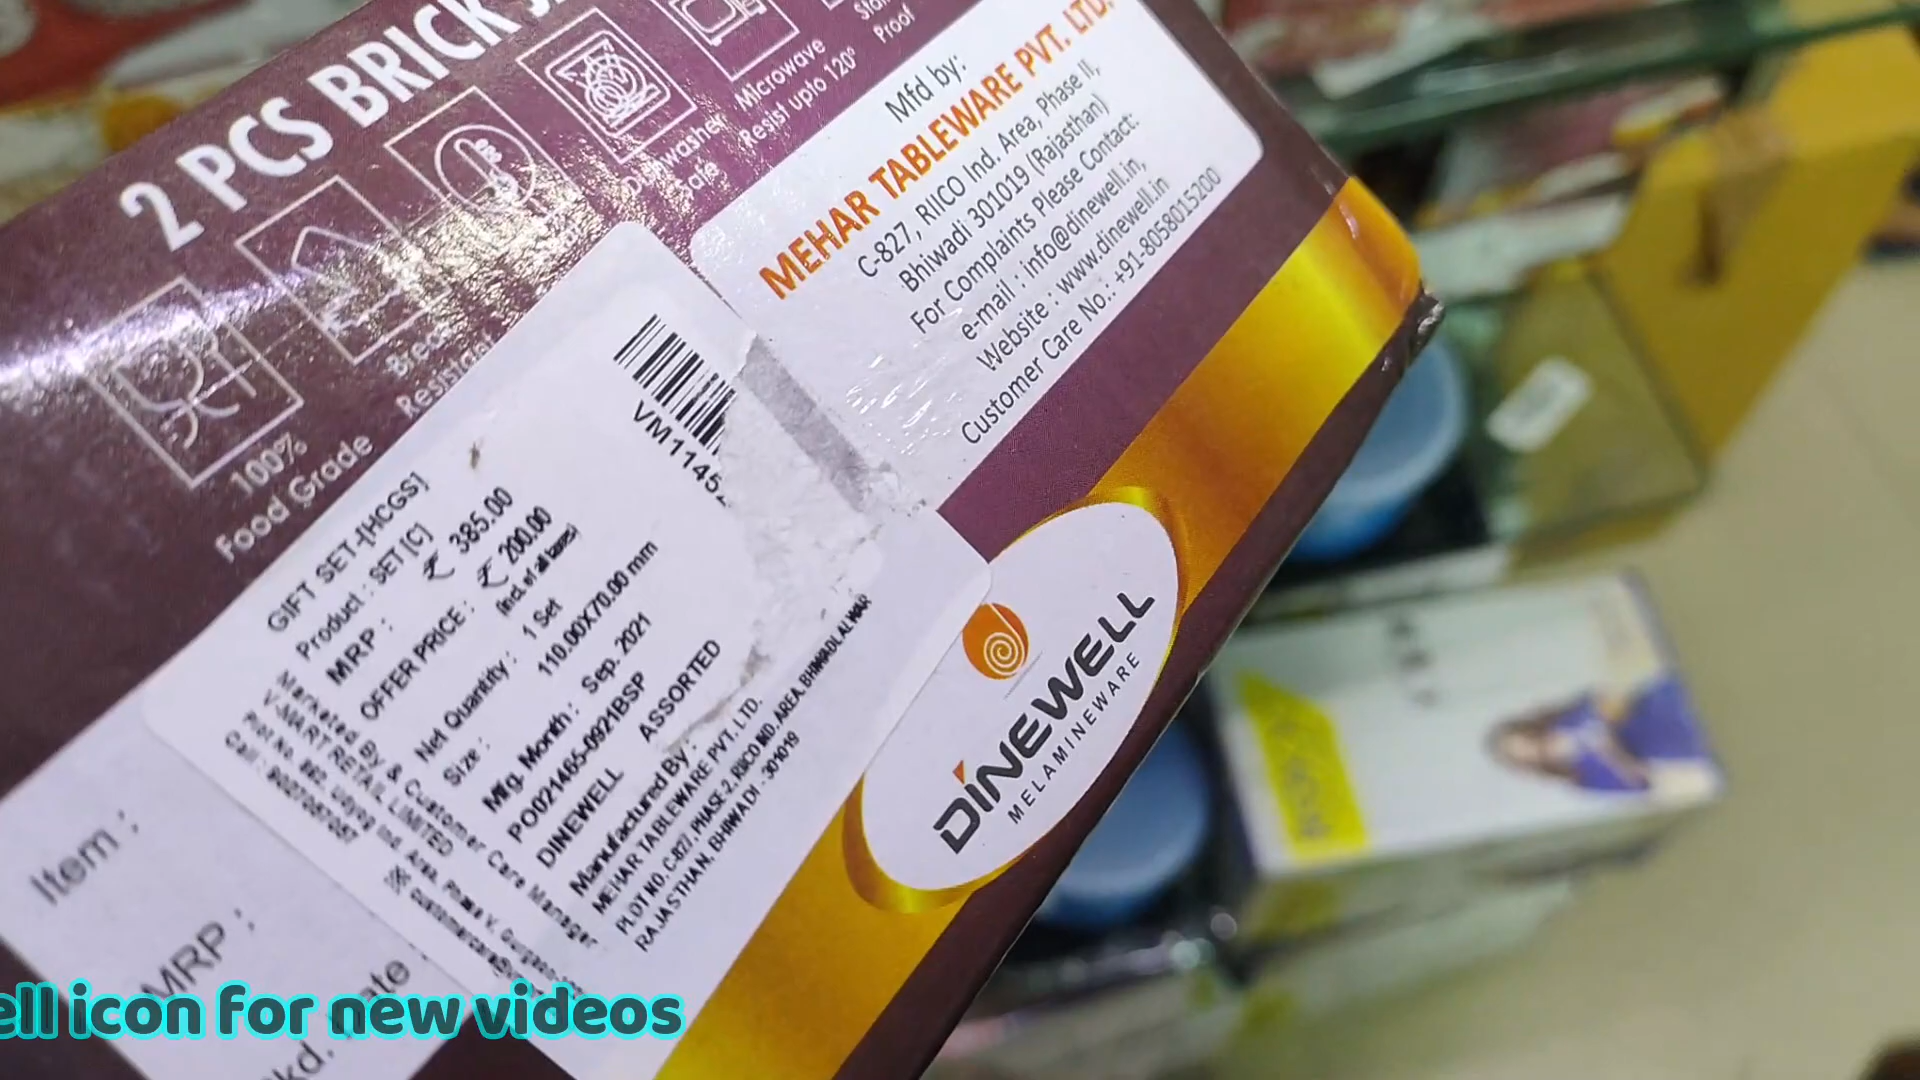 2 PCS BRICK
100%
Food Grade
Dishwasher
Safe
Microwave
Resist upto 120°
Proof
Mfd by:
MEHAR TABLEWARE PVT. LTD.
C-827, RIICO Ind. Area, Phase II,
Bhiwadi 301019 (Rajasthan)
For Complaints Please Contact:
e-mail : info@dinewell.in,
Website : www.dinewell.in
Customer Care No.: +91-8058015200
VM1145
GIFT SET-[HCGS]
Product : SET [C]
MRP : ₹ 385.00
OFFER PRICE : ₹ 200.00
(incl.of all taxes)
Net Quantity : 1 Set
Size : 110.00X70.00 mm
Mfg. Month : Sep. 2021
PO021465-0921BSP
DINEWELL ASSORTED
Manufactured By :
MEHAR TABLEWARE PVT. LTD.
PLOT NO. C-827, PHASE-2, RIICO IND. AREA, BHIWADI, ALWAR
RAJASTHAN, BHIWADI - 301019
Marketed By & Customer Care Manager
V-MART RETAIL LIMITED
DINEWELL
MELAMINEWARE
Item :
MRP :
ell icon for new videos